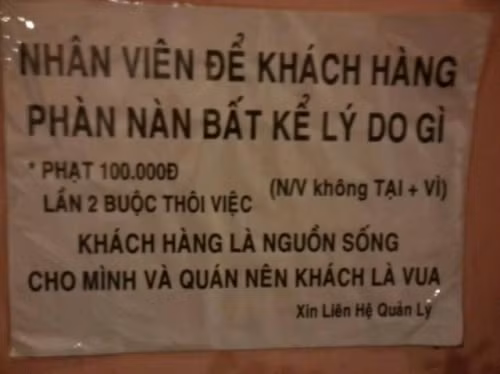 NHÂN VIÊN ĐỂ KHÁCH HÀNG
PHÀN NÀN BẤT KỂ LÝ DO GÌ
* PHẠT 100.000Đ
(N/V không TẠI + VÌ)
LẦN 2 BUỘC THÔI VIỆC
KHÁCH HÀNG LÀ NGUỒN SỐNG
CHO MÌNH VÀ QUÁN NÊN KHÁCH LÀ VUA
Xin Liên Hệ Quản Lý